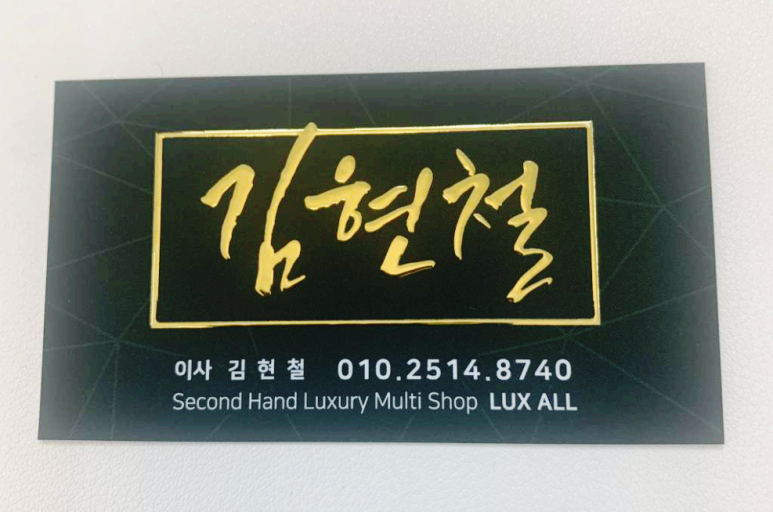 김현철
이사 김 현 철 010.2514.8740
Second Hand Luxury Multi Shop LUX ALL